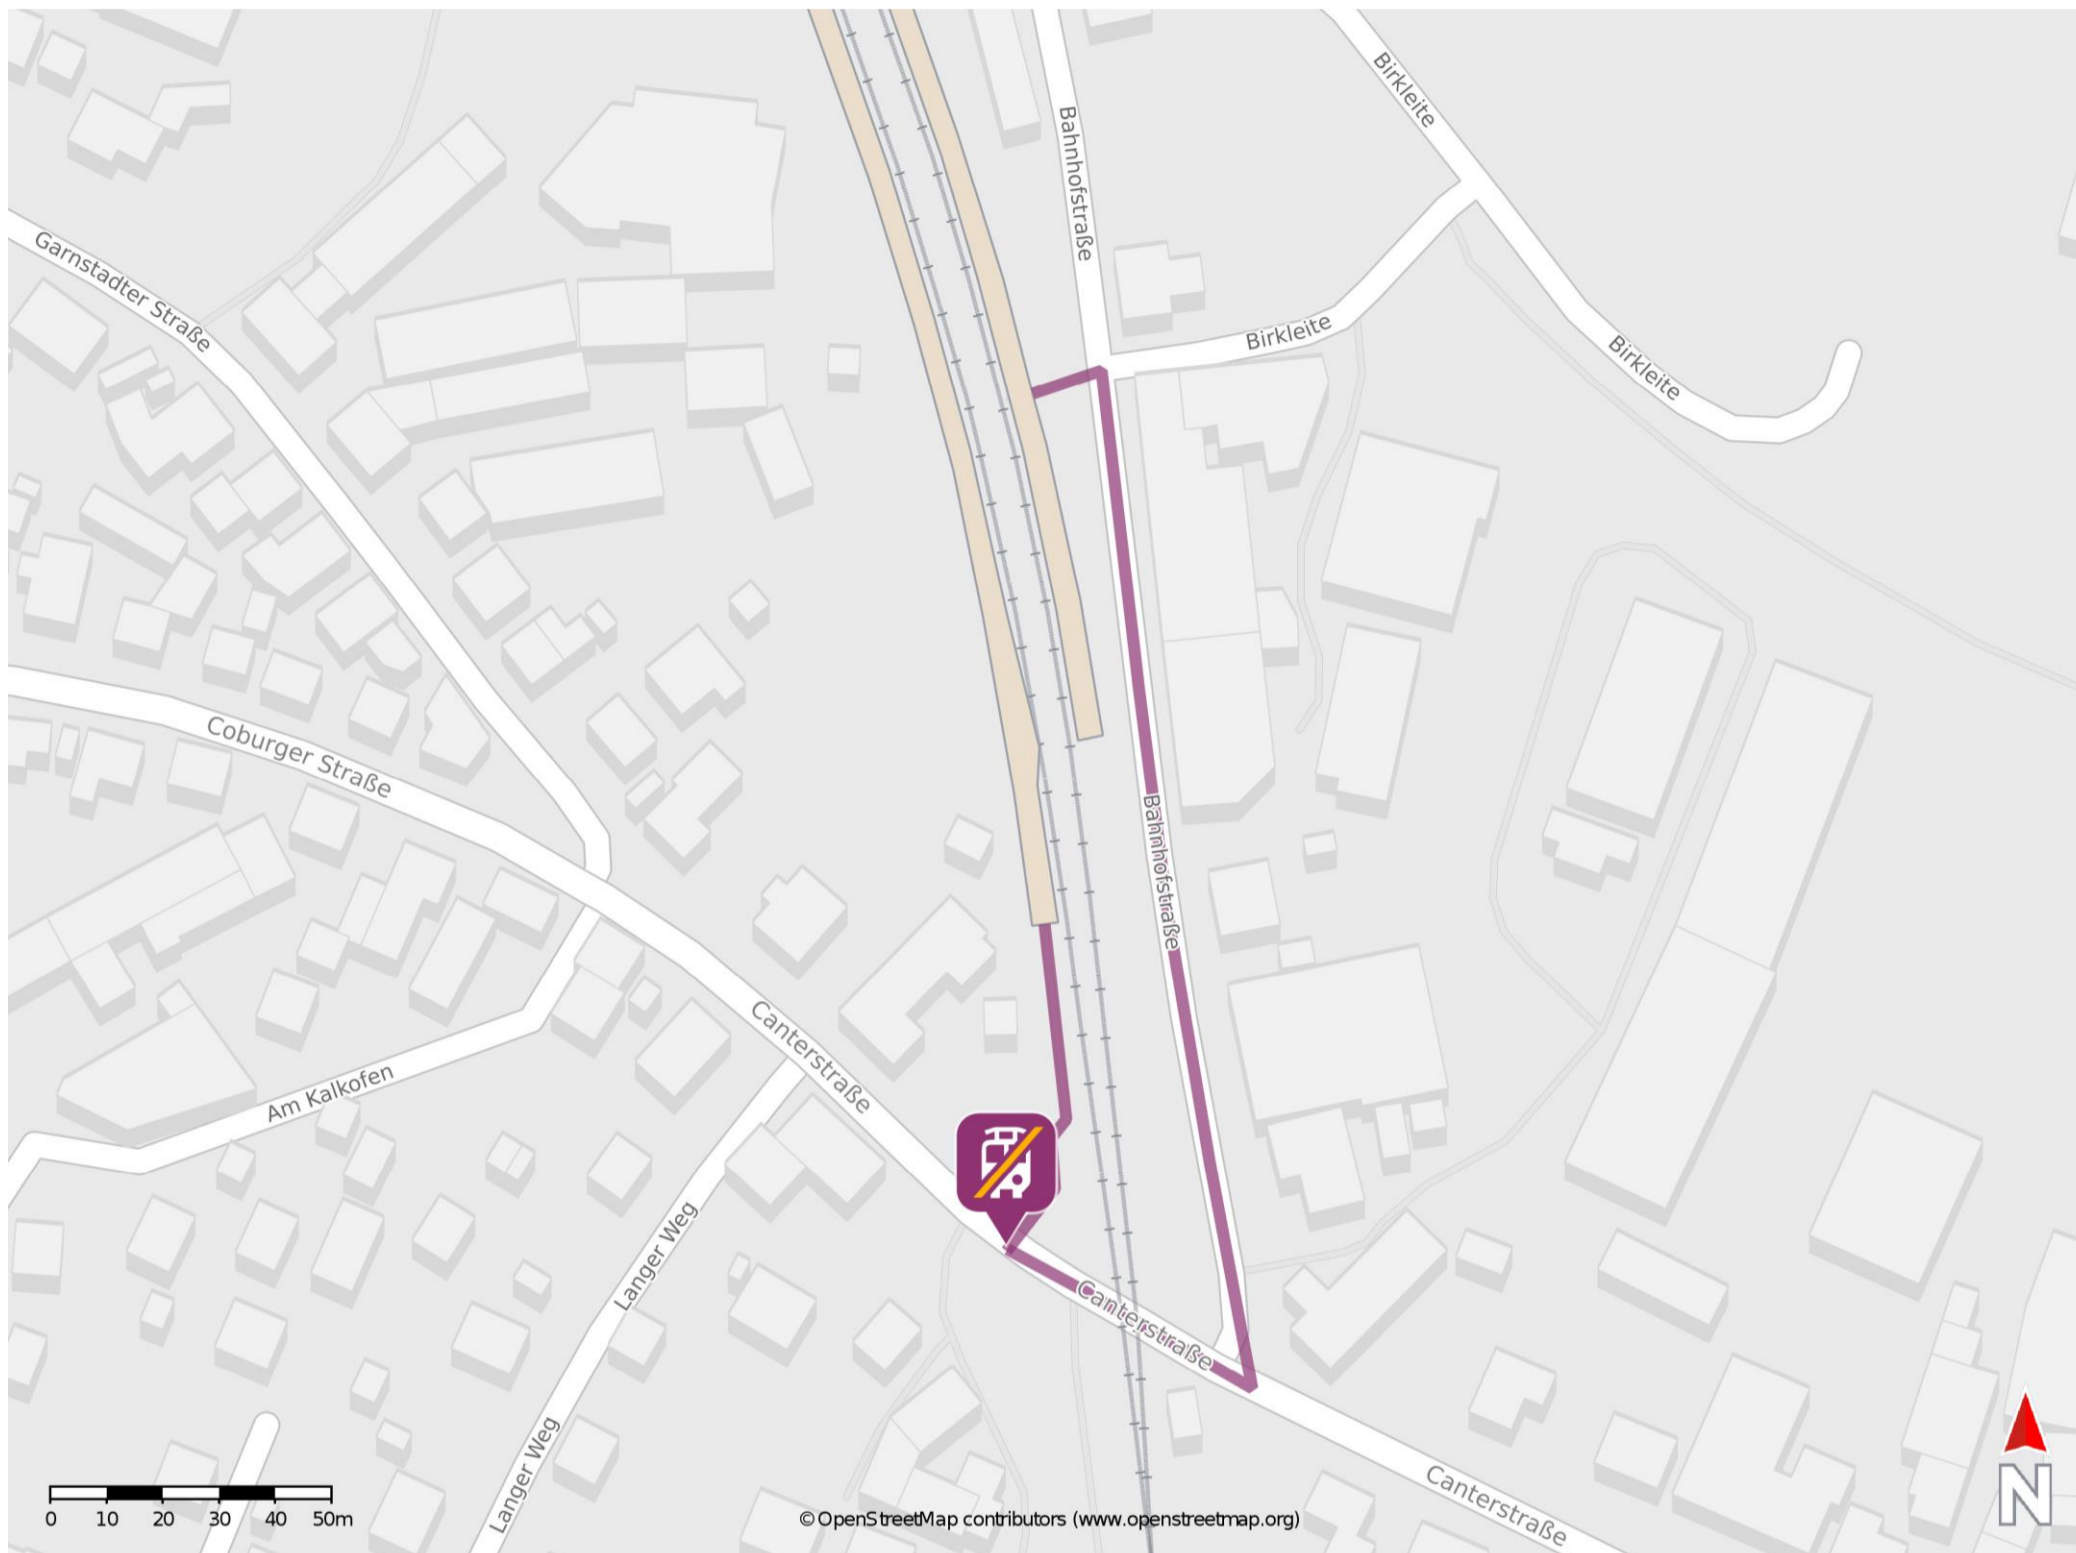 Birkleite
Bahnhofstraße
Garnstadter Straße
Birkleite
Birkleite
Coburger Straße
Bahnhofstraße
Canterstraße
Am Kalkofen
Langer Weg
Canterstraße
Langer Weg
Canterstraße
0 10 20 30 40 50m
© OpenStreetMap contributors (www.openstreetmap.org)
N